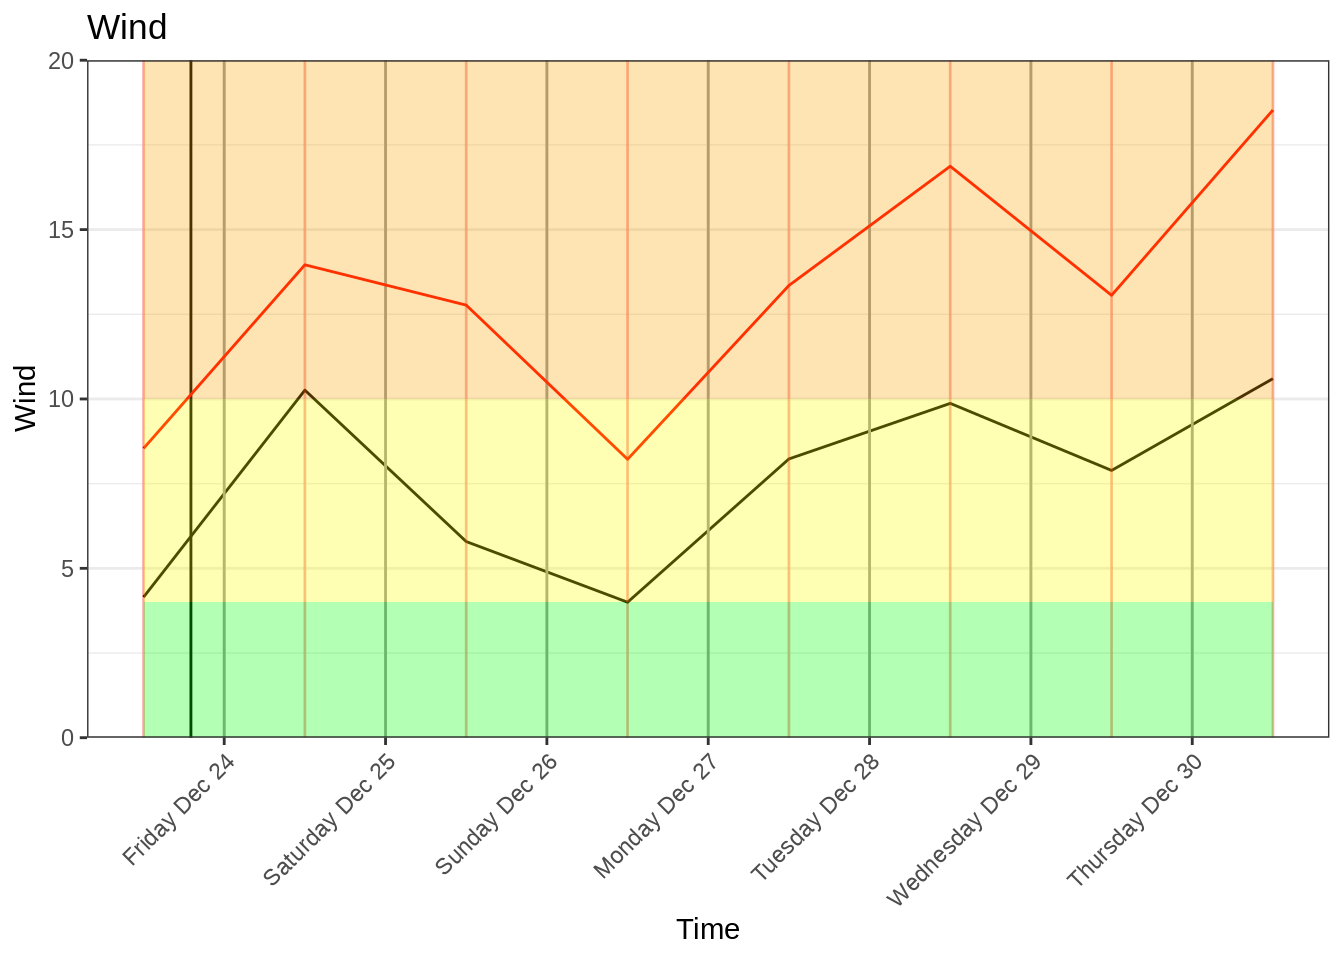 Wind
20
15
10
5
0
Wind
Friday Dec 24
Saturday Dec 25
Sunday Dec 26
Monday Dec 27
Tuesday Dec 28
Wednesday Dec 29
Thursday Dec 30
Time